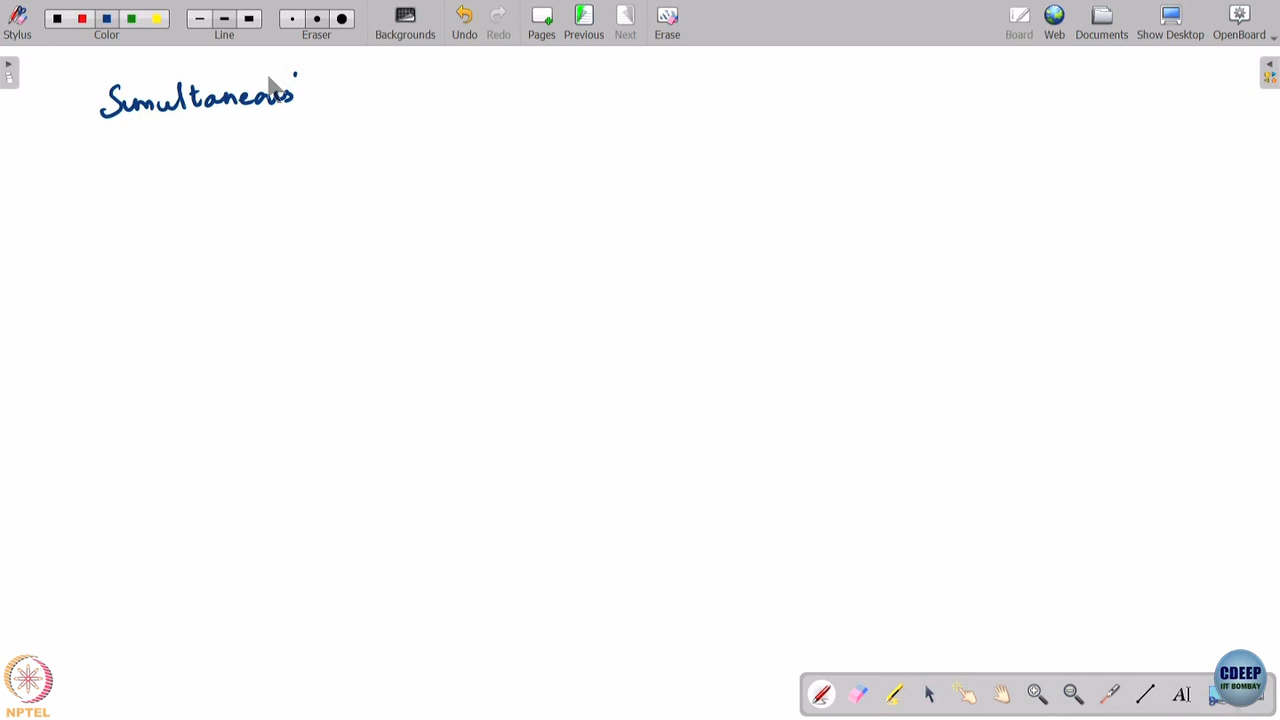 Stylus Color Line Eraser Backgrounds Undo Redo Pages Previous Next Erase Board Web Documents Show Desktop OpenBoard
Simultaneous
NPTEL
CDEEP
IIT BOMBAY